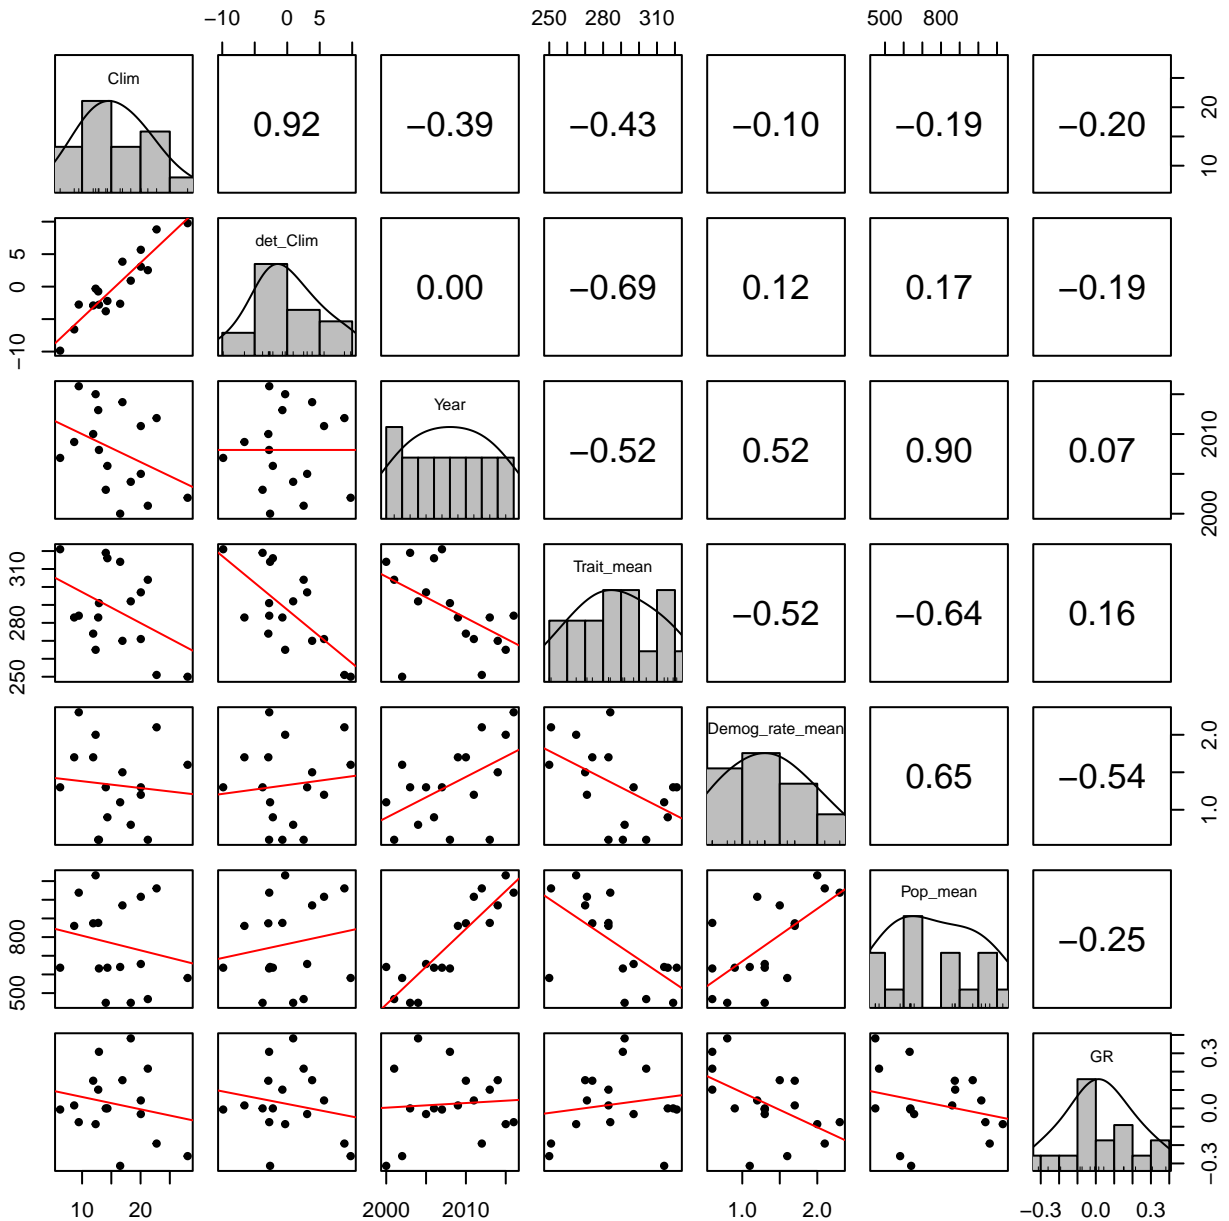 −10 0 5 250 280 310 500 800
Clim 0.92 −0.39 −0.43 −0.10 −0.19 −0.20 10 20
−10 0 5 det_Clim 0.00 −0.69 0.12 0.17 −0.19
Year −0.52 0.52 0.90 0.07 2000 2010
250 280 310 Trait_mean −0.52 −0.64 0.16
Demog_rate_mean 0.65 −0.54 1.0 2.0
500 800 Pop_mean −0.25
GR −0.3 0.0 0.3
10 20 2000 2010 1.0 2.0 −0.3 0.0 0.3